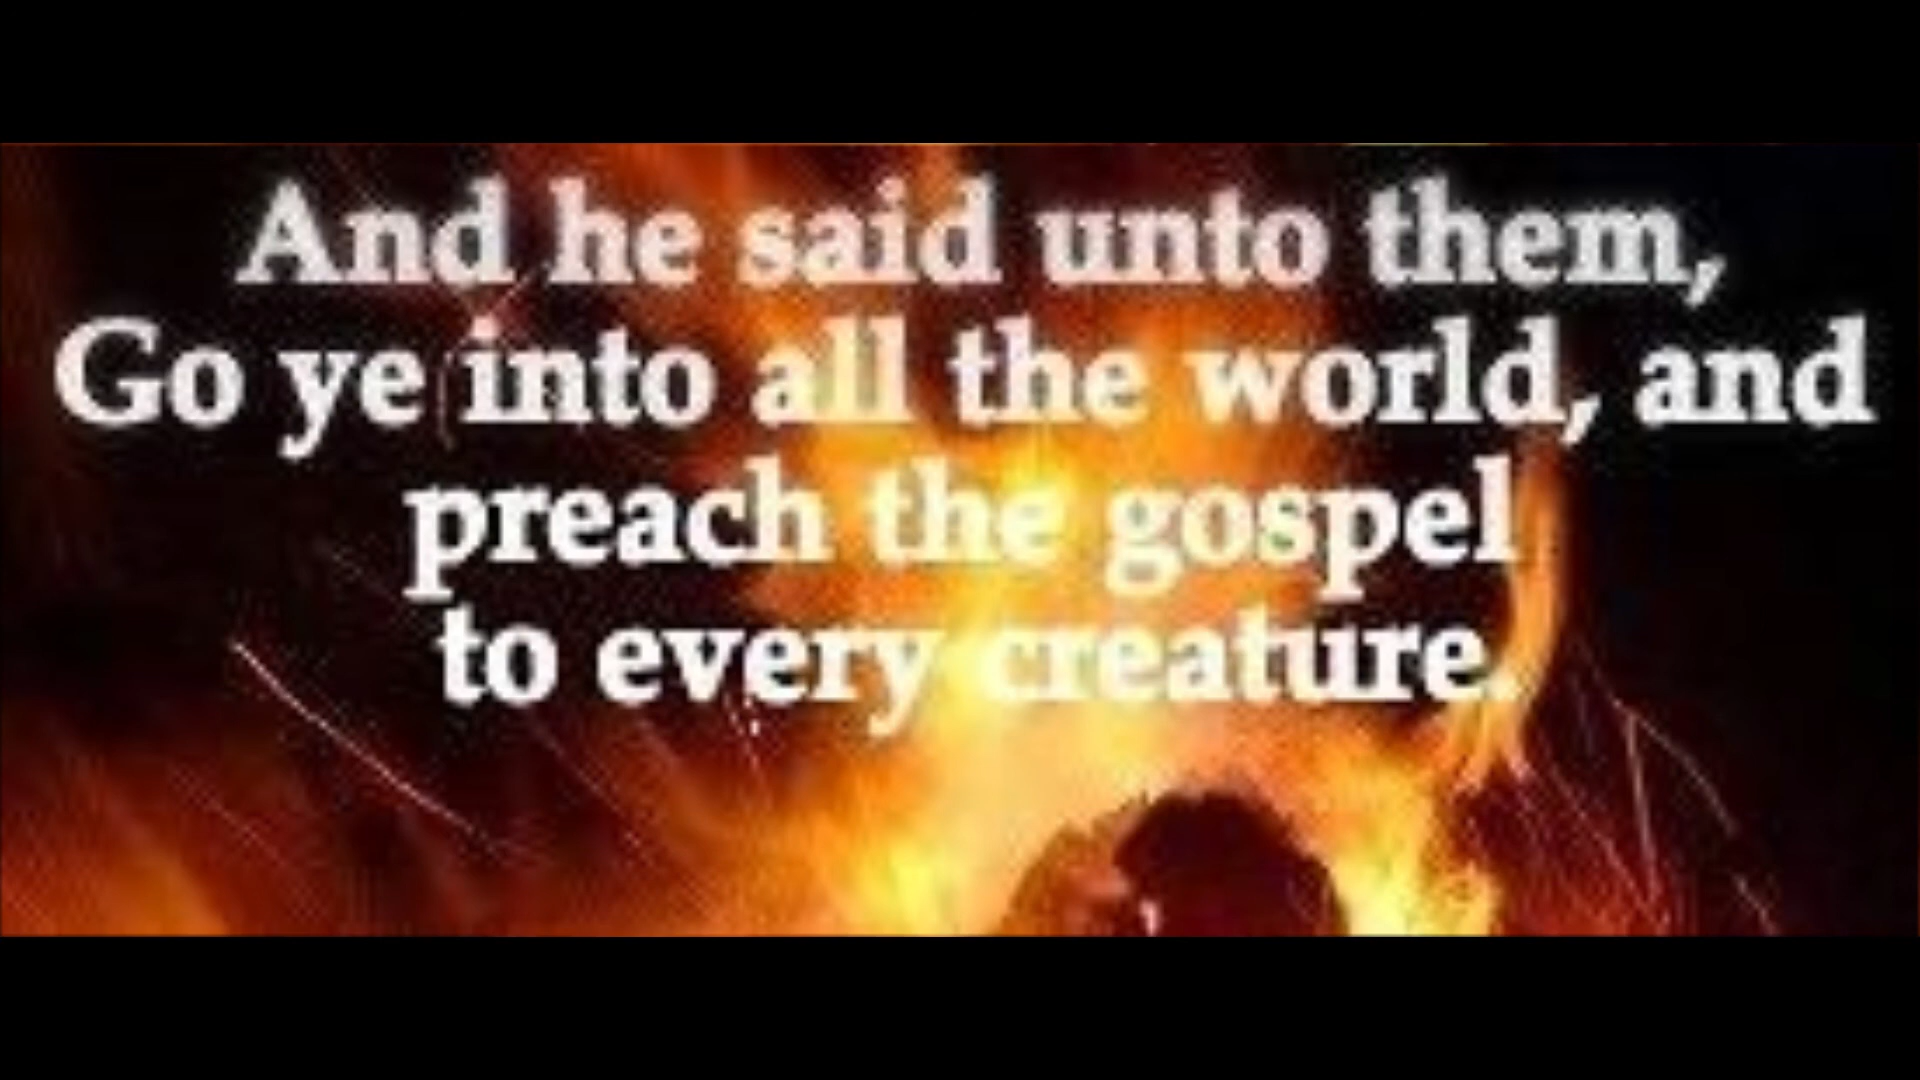 And he said unto them,
Go ye into all the world, and
preach the gospel
to every creature.